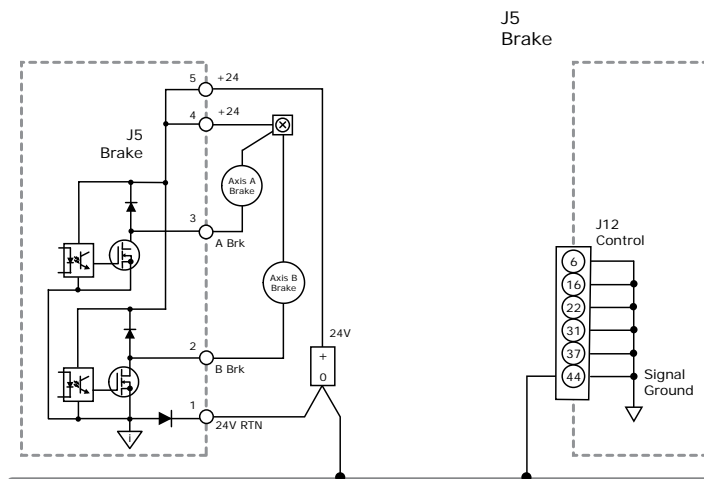 J5
Brake
5
+24
4
+24
J5
Brake
Axis A
Brake
3
A Brk
Axis B
Brake
2
B Brk
24V
+
0
1
24V RTN
i
J12
Control
6
16
22
31
37
44
Signal
Ground